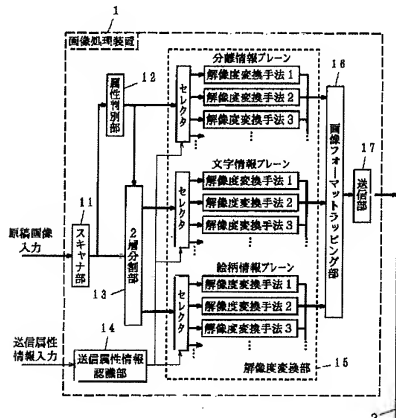 1
画像処理装置
属性判別部
12
分離情報プレーン
セレクタ
解像度変換手法1
解像度変換手法2
解像度変換手法3
16
文字情報プレーン
セレクタ
解像度変換手法1
解像度変換手法2
解像度変換手法3
画像フォーマットラッピング部
17
送信部
11
原稿画像
入力
スキャナ部
2層分割部
13
絵柄情報プレーン
セレクタ
解像度変換手法1
解像度変換手法2
解像度変換手法3
14
送信属性
情報入力
送信属性情報
認識部
解像度変換部
15
2